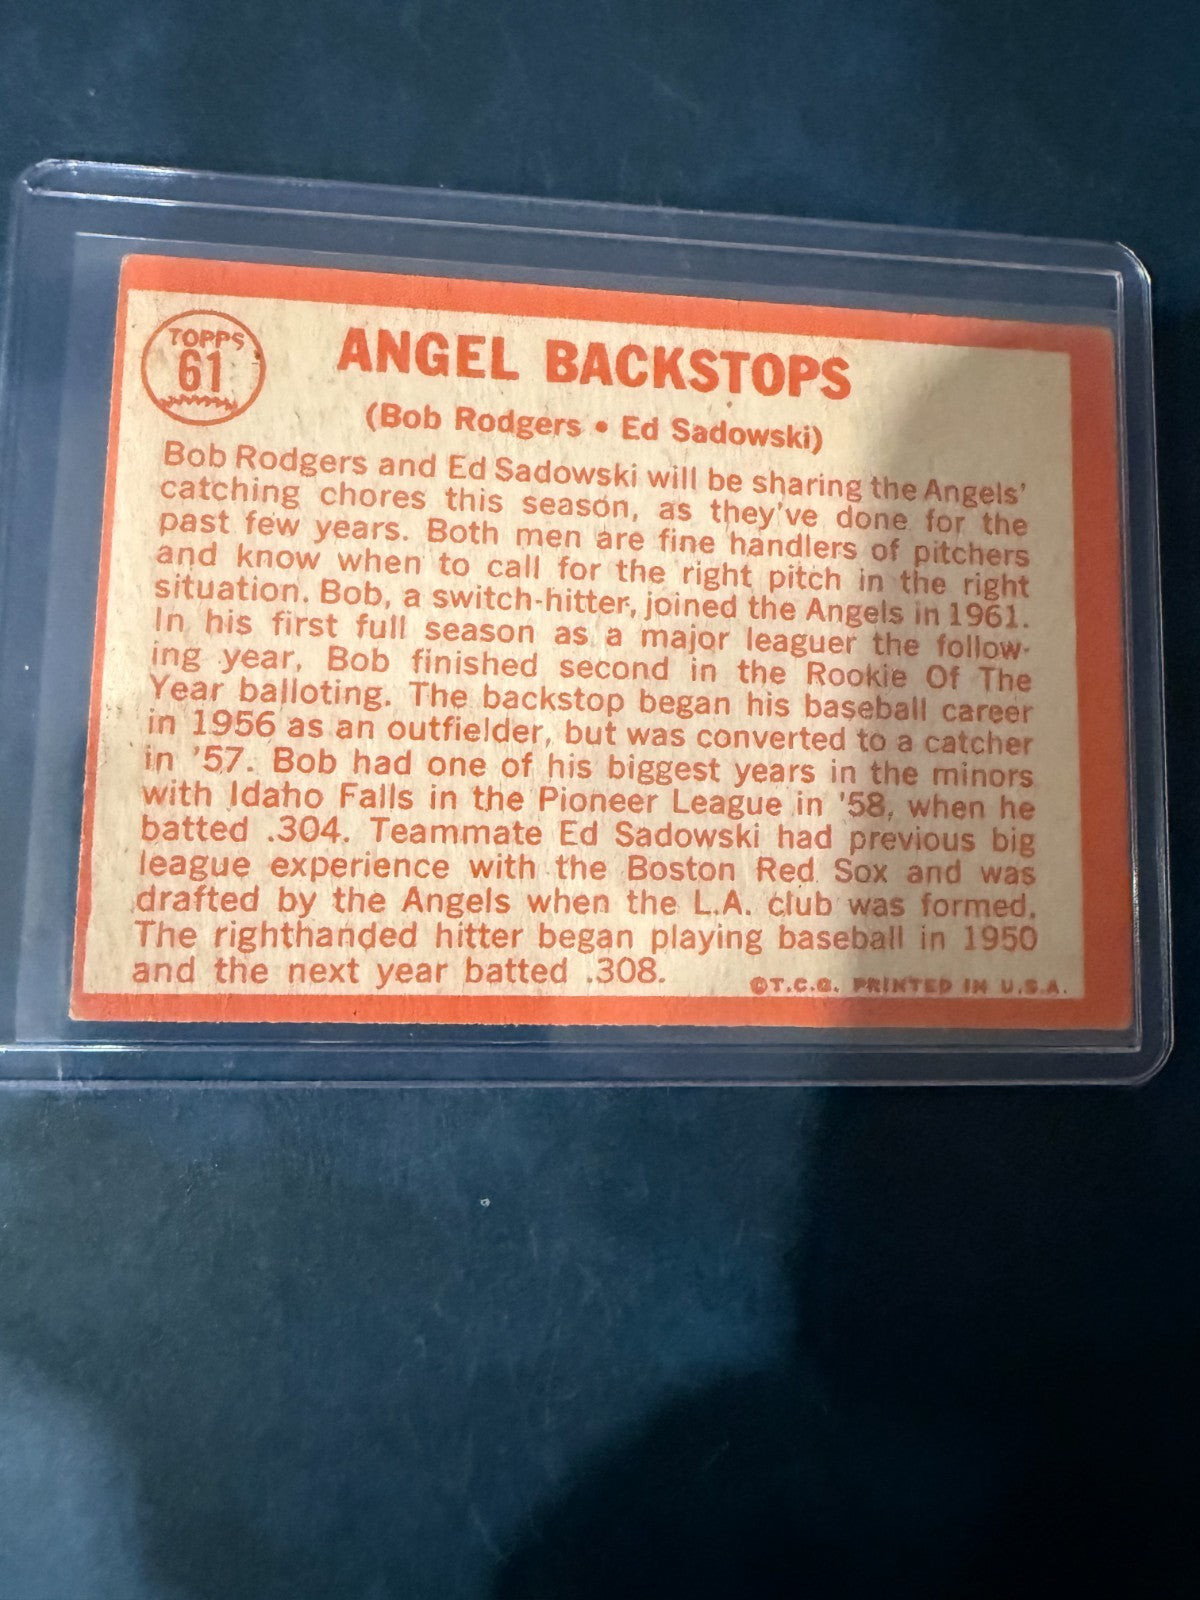 TOPPS
61
ANGEL BACKSTOPS
(Bob Rodgers • Ed Sadowski)
Bob Rodgers and Ed Sadowski will be sharing the Angels'
catching chores this season, as they've done for the
past few years. Both men are fine handlers of pitchers
and know when to call for the right pitch in the right
situation. Bob, a switch-hitter, joined the Angels in 1961.
In his first full season as a major leaguer the follow-
ing year, Bob finished second in the Rookie Of The
Year balloting. The backstop began his baseball career
in 1956 as an outfielder, but was converted to a catcher
in '57. Bob had one of his biggest years in the minors
with Idaho Falls in the Pioneer League in '58, when he
batted .304. Teammate Ed Sadowski had previous big
league experience with the Boston Red Sox and was
drafted by the Angels when the L.A. club was formed.
The righthanded hitter began playing baseball in 1950
and the next year batted .308.
©T.C.G. PRINTED IN U.S.A.